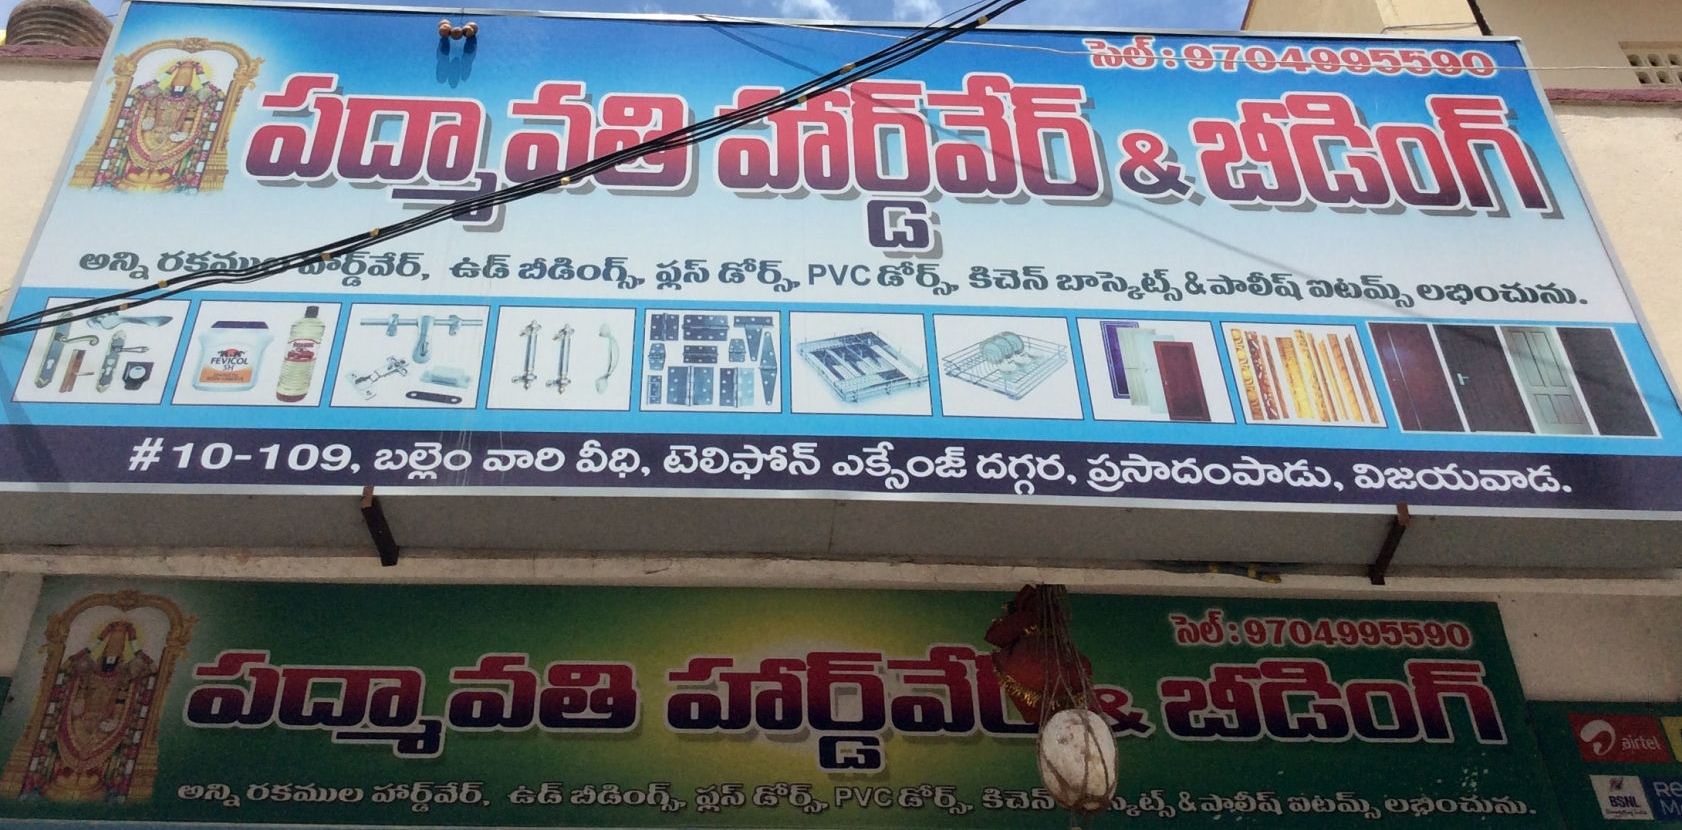 సెల్ : 9704995590
పద్మావతి హార్డ్‌వేర్ & బీడింగ్
అన్ని రకముల హార్డ్‌వేర్, ఉడ్ బీడింగ్స్, ఫ్లస్ డోర్స్, PVC డోర్స్, కిచెన్ బాస్కెట్స్ & పాలీష్ ఐటమ్స్ లభించును.
FEVICOL
SH
# 10-109, బల్లెం వారి వీధి, టెలిఫోన్ ఎక్స్ఛేంజ్ దగ్గర, ప్రసాదంపాడు, విజయవాడ.
సెల్ : 9704995590
పద్మావతి హార్డ్‌వేర్ & బీడింగ్
అన్ని రకముల హార్డ్‌వేర్, ఉడ్ బీడింగ్స్, ఫ్లస్ డోర్స్, PVC డోర్స్, కిచెన్ & పాలీష్ ఐటమ్స్ లభించును.
airtel
BSNL